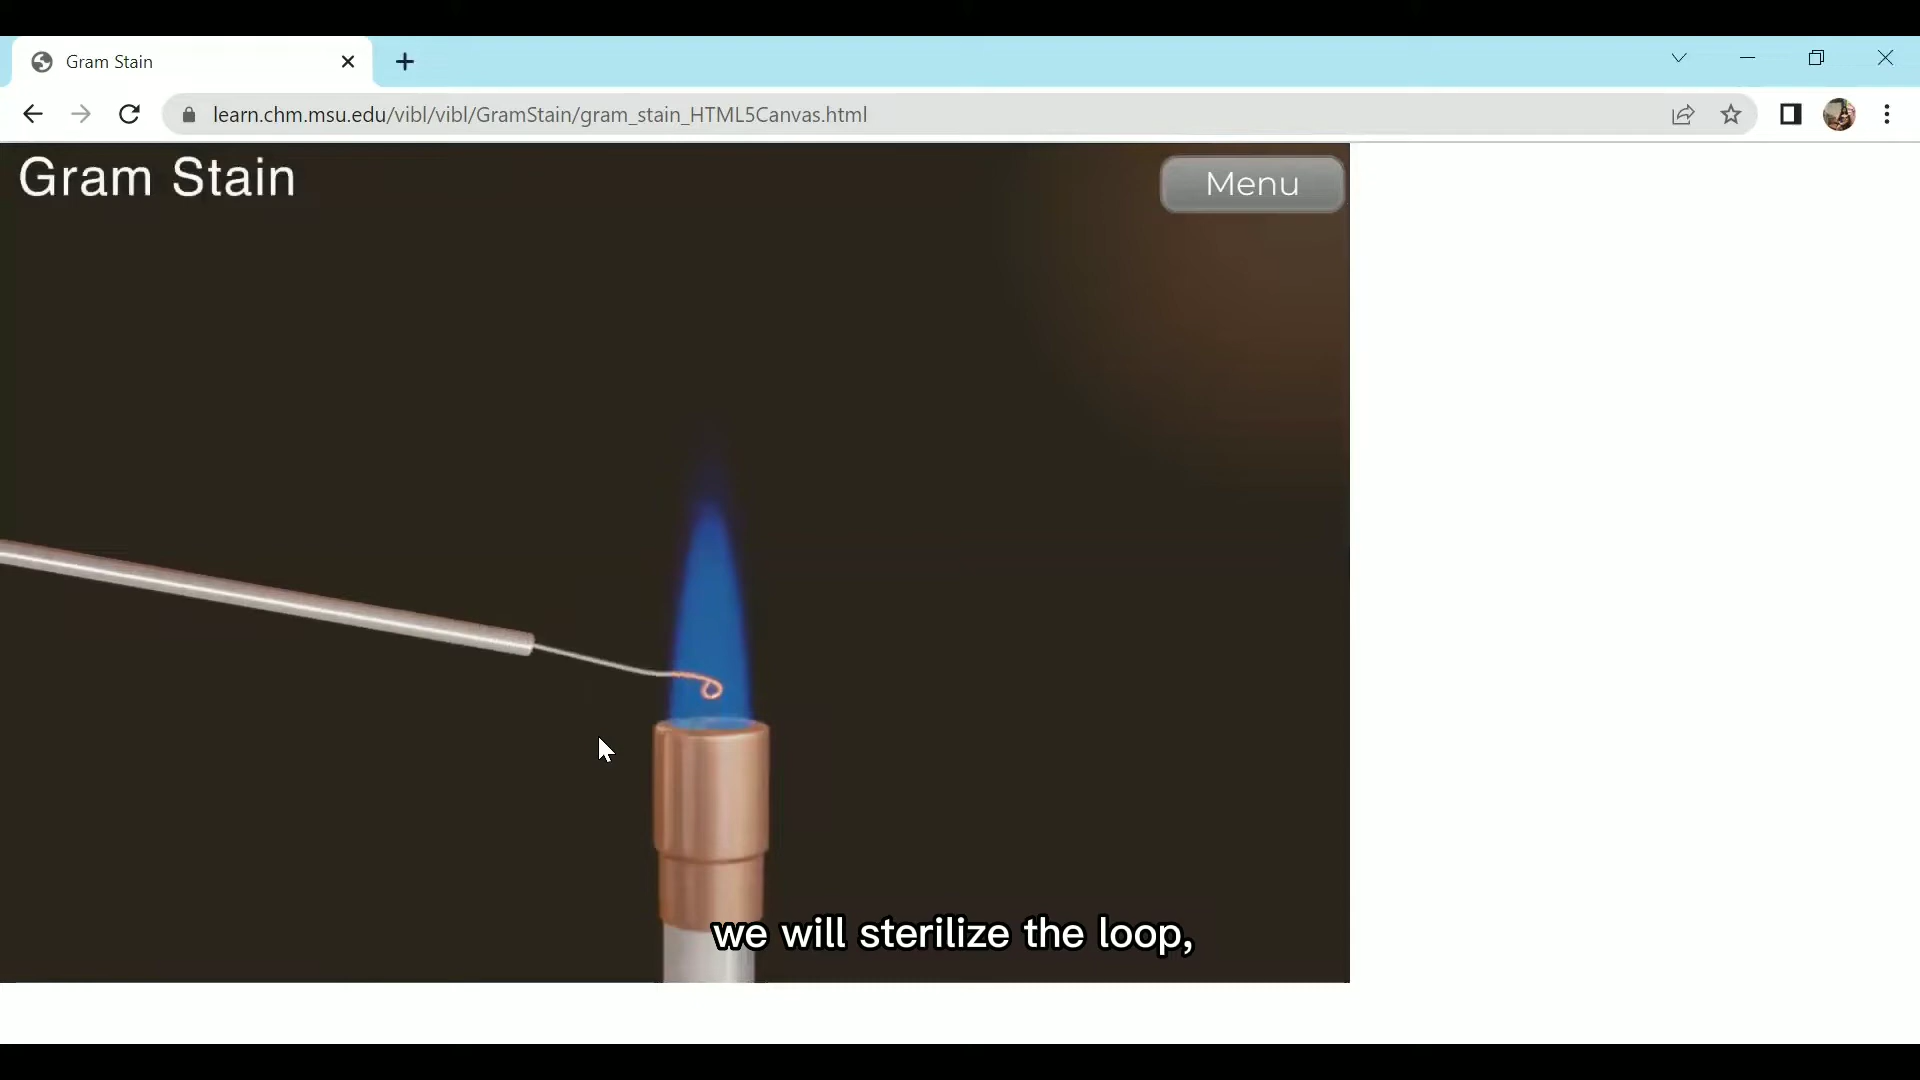 Gram Stain
learn.chm.msu.edu/vibl/vibl/GramStain/gram_stain_HTML5Canvas.html
Gram Stain
Menu
we will sterilize the loop,